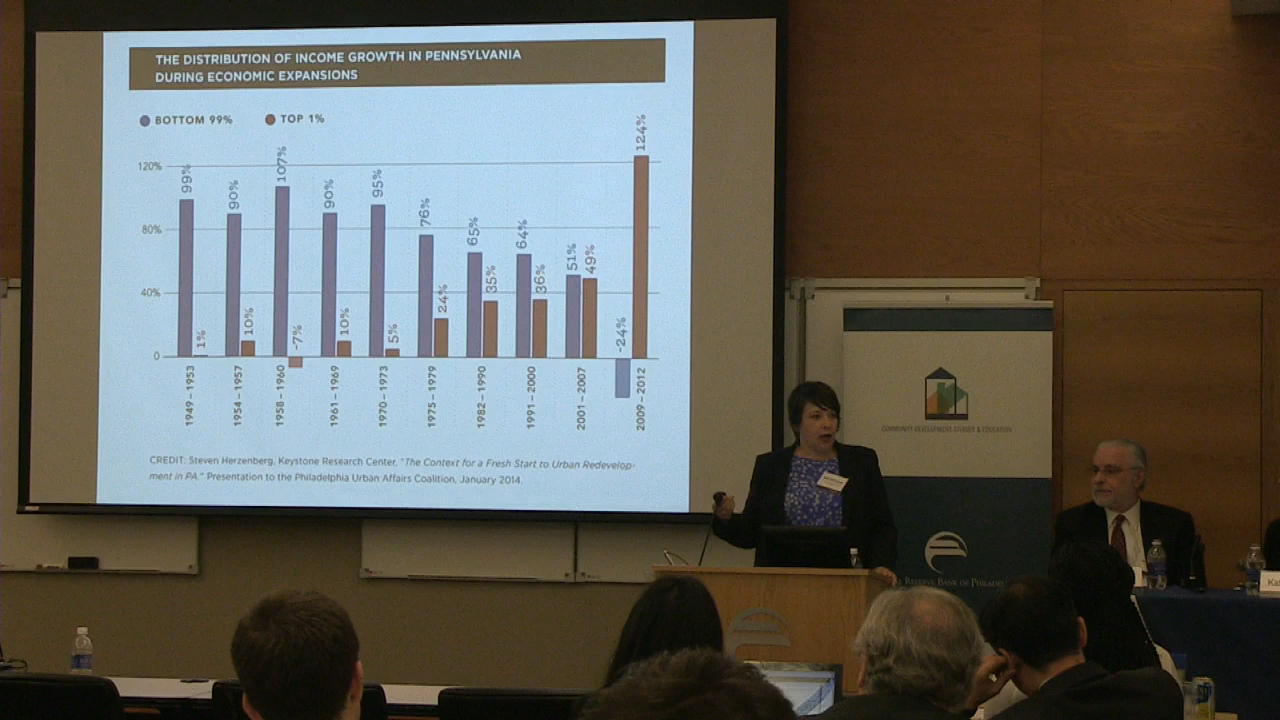 THE DISTRIBUTION OF INCOME GROWTH IN PENNSYLVANIA
DURING ECONOMIC EXPANSIONS
BOTTOM 99%
TOP 1%
120%
80%
40%
0
99%
1%
90%
10%
107%
-7%
90%
10%
95%
5%
76%
24%
65%
35%
64%
36%
51%
49%
-24%
124%
1949 – 1953
1954 – 1957
1958 – 1960
1961 – 1969
1970 – 1973
1975 – 1979
1982 – 1990
1991 – 2000
2001 – 2007
2009 – 2012
CREDIT: Steven Herzenberg, Keystone Research Center, "The Context for a Fresh Start to Urban Redevelop-
ment in PA." Presentation to the Philadelphia Urban Affairs Coalition, January 2014.
COMMUNITY DEVELOPMENT STUDIES & EDUCATION
RESERVE BANK OF PHILADEL
Ka